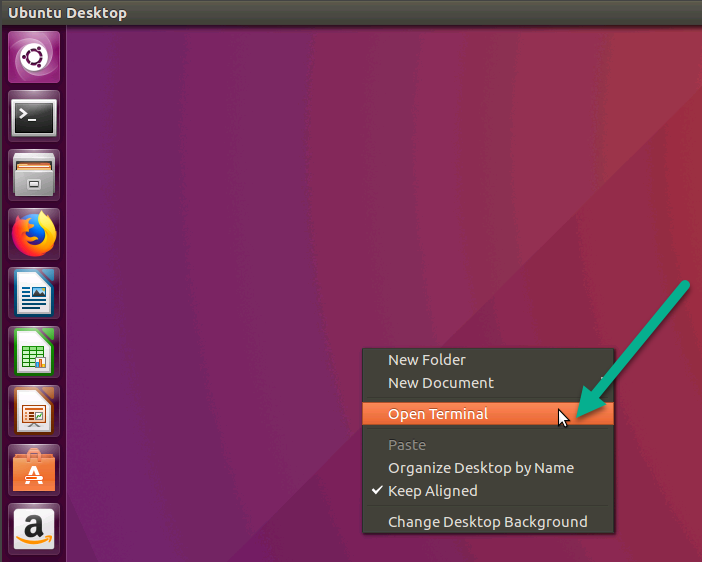 Ubuntu Desktop
New Folder
New Document
Open Terminal
Paste
Organize Desktop by Name
Keep Aligned
Change Desktop Background